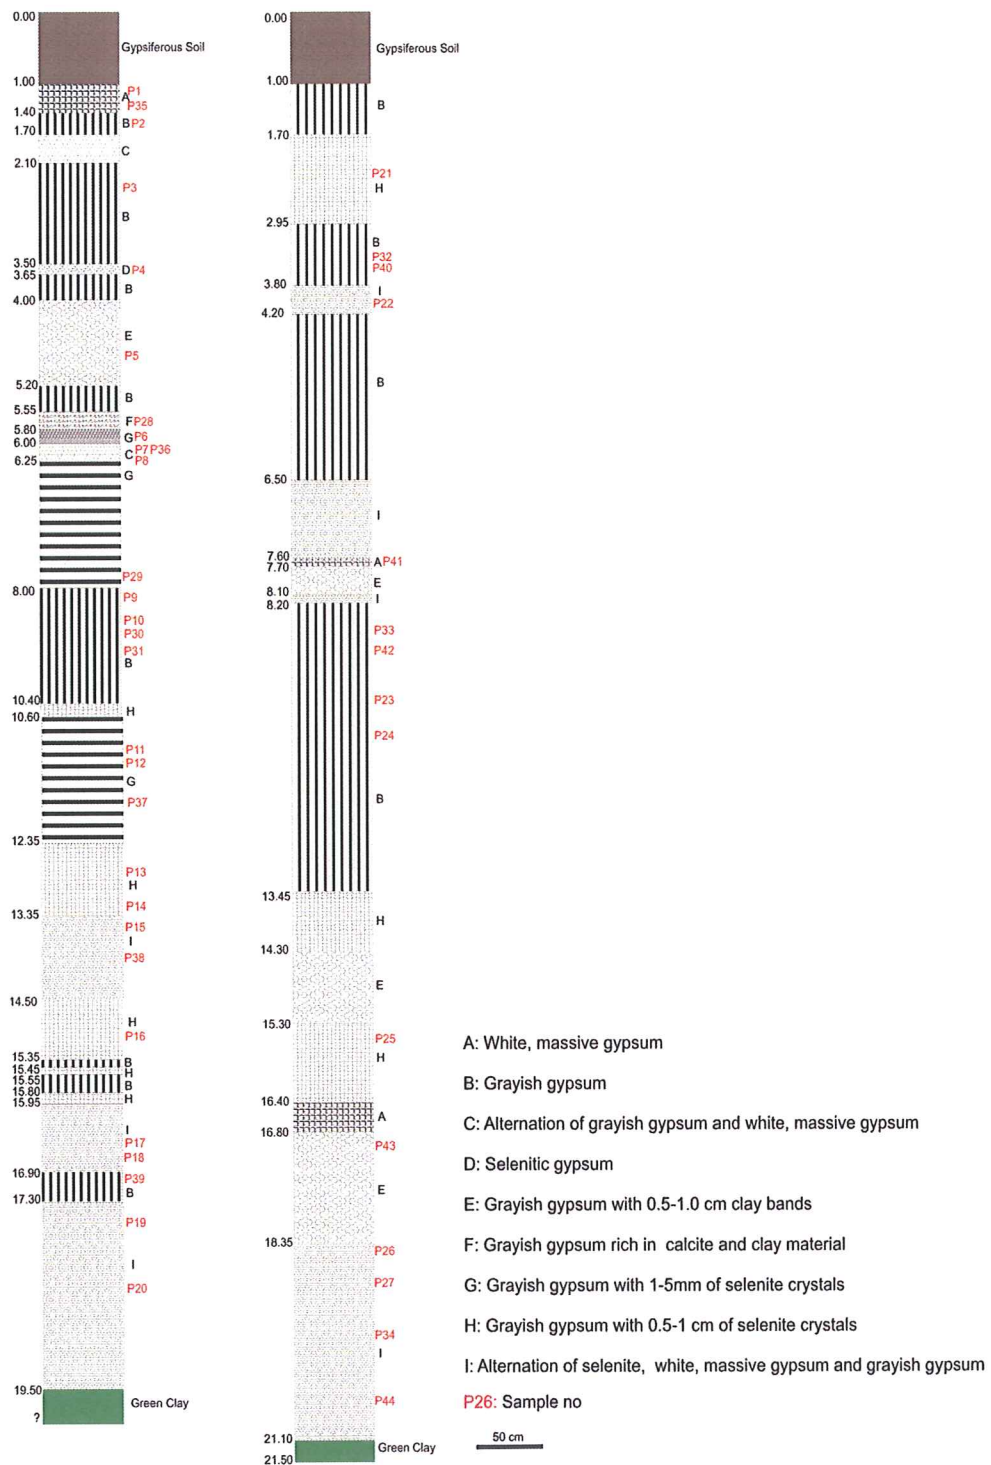 0.00
Gypsiferous Soil
1.00
P1
A
P35
1.40
B P2
1.70
C
2.10
P3
B
3.50
D P4
3.65
B
4.00
E
P5
5.20
B
5.55
F P28
5.80
G P6
6.00
P7 P36
C
P8
6.25
G
P29
8.00
P9
P10
P30
P31
B
10.40
H
10.60
P11
P12
G
P37
12.35
P13
H
P14
13.35
P15
I
P38
14.50
H
P16
15.35
B
15.45
H
15.55
B
15.80
H
15.95
I
P17
P18
16.90
P39
B
17.30
P19
I
P20
19.50
Green Clay
?
0.00
Gypsiferous Soil
1.00
B
1.70
P21
H
2.95
B
P32
P40
3.80
I
P22
4.20
B
6.50
I
7.60
A P41
7.70
E
8.10
I
8.20
P33
P42
P23
P24
B
13.45
H
14.30
E
15.30
P25
H
16.40
A
16.80
P43
E
18.35
P26
P27
P34
I
P44
21.10
Green Clay
21.50
A: White, massive gypsum
B: Grayish gypsum
C: Alternation of grayish gypsum and white, massive gypsum
D: Selenitic gypsum
E: Grayish gypsum with 0.5-1.0 cm clay bands
F: Grayish gypsum rich in calcite and clay material
G: Grayish gypsum with 1-5mm of selenite crystals
H: Grayish gypsum with 0.5-1 cm of selenite crystals
I: Alternation of selenite, white, massive gypsum and grayish gypsum
P26: Sample no
50 cm